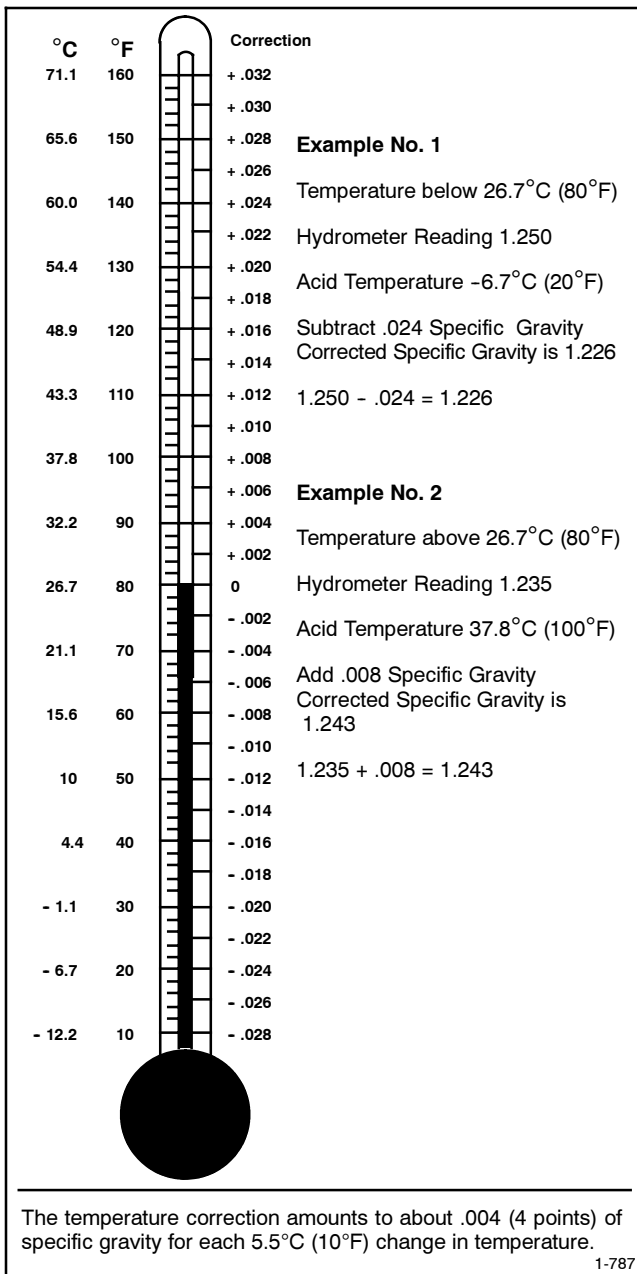 °C °F Correction
71.1 160 + .032
+ .030
65.6 150 + .028
+ .026
60.0 140 + .024
+ .022
54.4 130 + .020
+ .018
48.9 120 + .016
+ .014
43.3 110 + .012
+ .010
37.8 100 + .008
+ .006
32.2 90 + .004
+ .002
26.7 80 0
- .002
21.1 70 - .004
-. 006
15.6 60 - .008
- .010
10 50 - .012
- .014
4.4 40 - .016
- .018
- 1.1 30 - .020
- .022
- 6.7 20 - .024
- .026
- 12.2 10 - .028
Example No. 1
Temperature below 26.7°C (80°F)
Hydrometer Reading 1.250
Acid Temperature -6.7°C (20°F)
Subtract .024 Specific Gravity
Corrected Specific Gravity is 1.226
1.250 - .024 = 1.226
Example No. 2
Temperature above 26.7°C (80°F)
Hydrometer Reading 1.235
Acid Temperature 37.8°C (100°F)
Add .008 Specific Gravity
Corrected Specific Gravity is
1.243
1.235 + .008 = 1.243
The temperature correction amounts to about .004 (4 points) of
specific gravity for each 5.5°C (10°F) change in temperature.
1-787